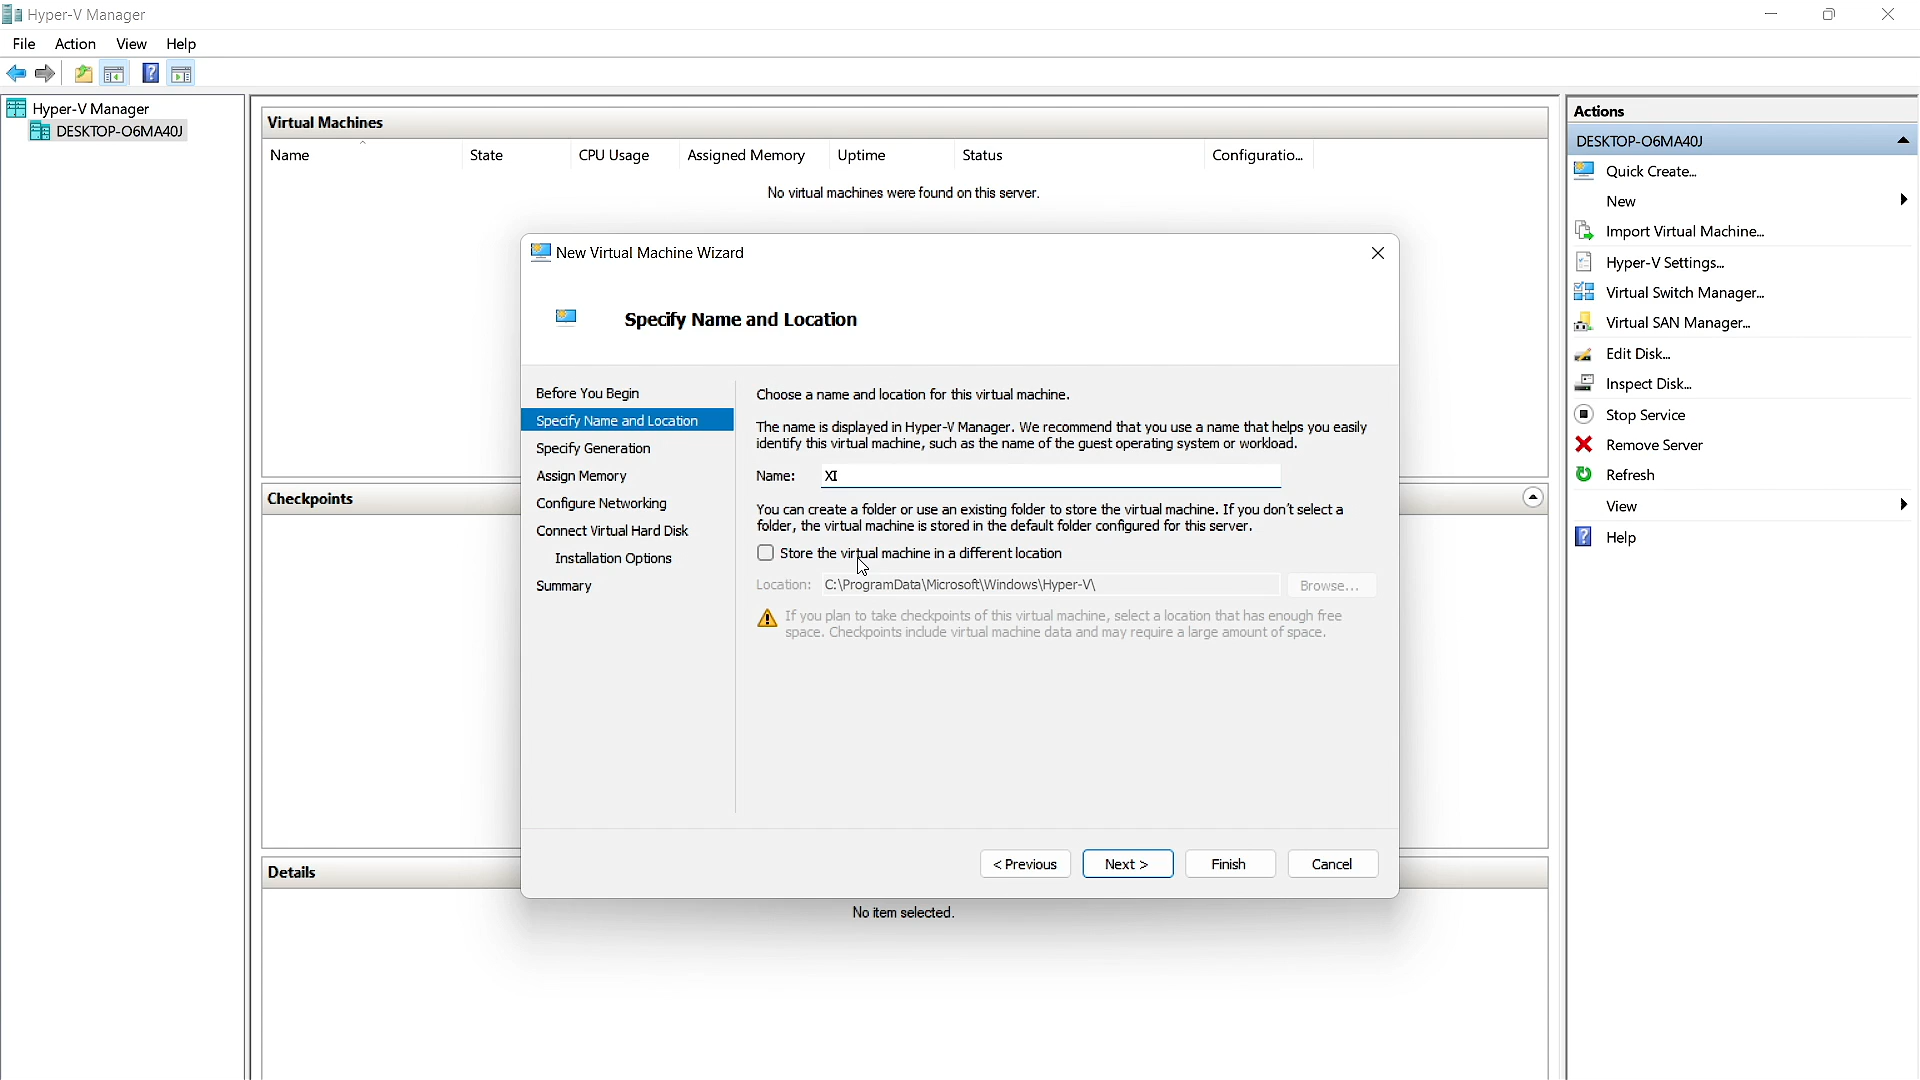 Hyper-V Manager
File Action View Help
Hyper-V Manager
DESKTOP-O6MA40J
Virtual Machines
Name State CPU Usage Assigned Memory Uptime Status Configuratio...
No virtual machines were found on this server.
New Virtual Machine Wizard
Specify Name and Location
Before You Begin
Specify Name and Location
Specify Generation
Assign Memory
Configure Networking
Connect Virtual Hard Disk
Installation Options
Summary
Choose a name and location for this virtual machine.
The name is displayed in Hyper-V Manager. We recommend that you use a name that helps you easily
identify this virtual machine, such as the name of the guest operating system or workload.
Name: XI
You can create a folder or use an existing folder to store the virtual machine. If you don't select a
folder, the virtual machine is stored in the default folder configured for this server.
Store the virtual machine in a different location
Location: C:\ProgramData\Microsoft\Windows\Hyper-V\ Browse...
If you plan to take checkpoints of this virtual machine, select a location that has enough free
space. Checkpoints include virtual machine data and may require a large amount of space.
< Previous Next > Finish Cancel
Checkpoints
Details
No item selected.
Actions
DESKTOP-O6MA40J
Quick Create...
New
Import Virtual Machine...
Hyper-V Settings...
Virtual Switch Manager...
Virtual SAN Manager...
Edit Disk...
Inspect Disk...
Stop Service
Remove Server
Refresh
View
Help